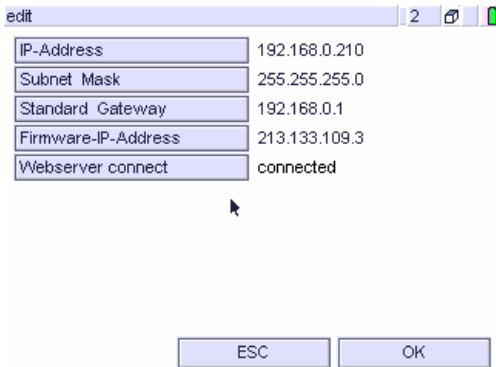 edit 2
IP-Address 192.168.0.210
Subnet Mask 255.255.255.0
Standard Gateway 192.168.0.1
Firmware-IP-Address 213.133.109.3
Webserver connect connected
ESC OK